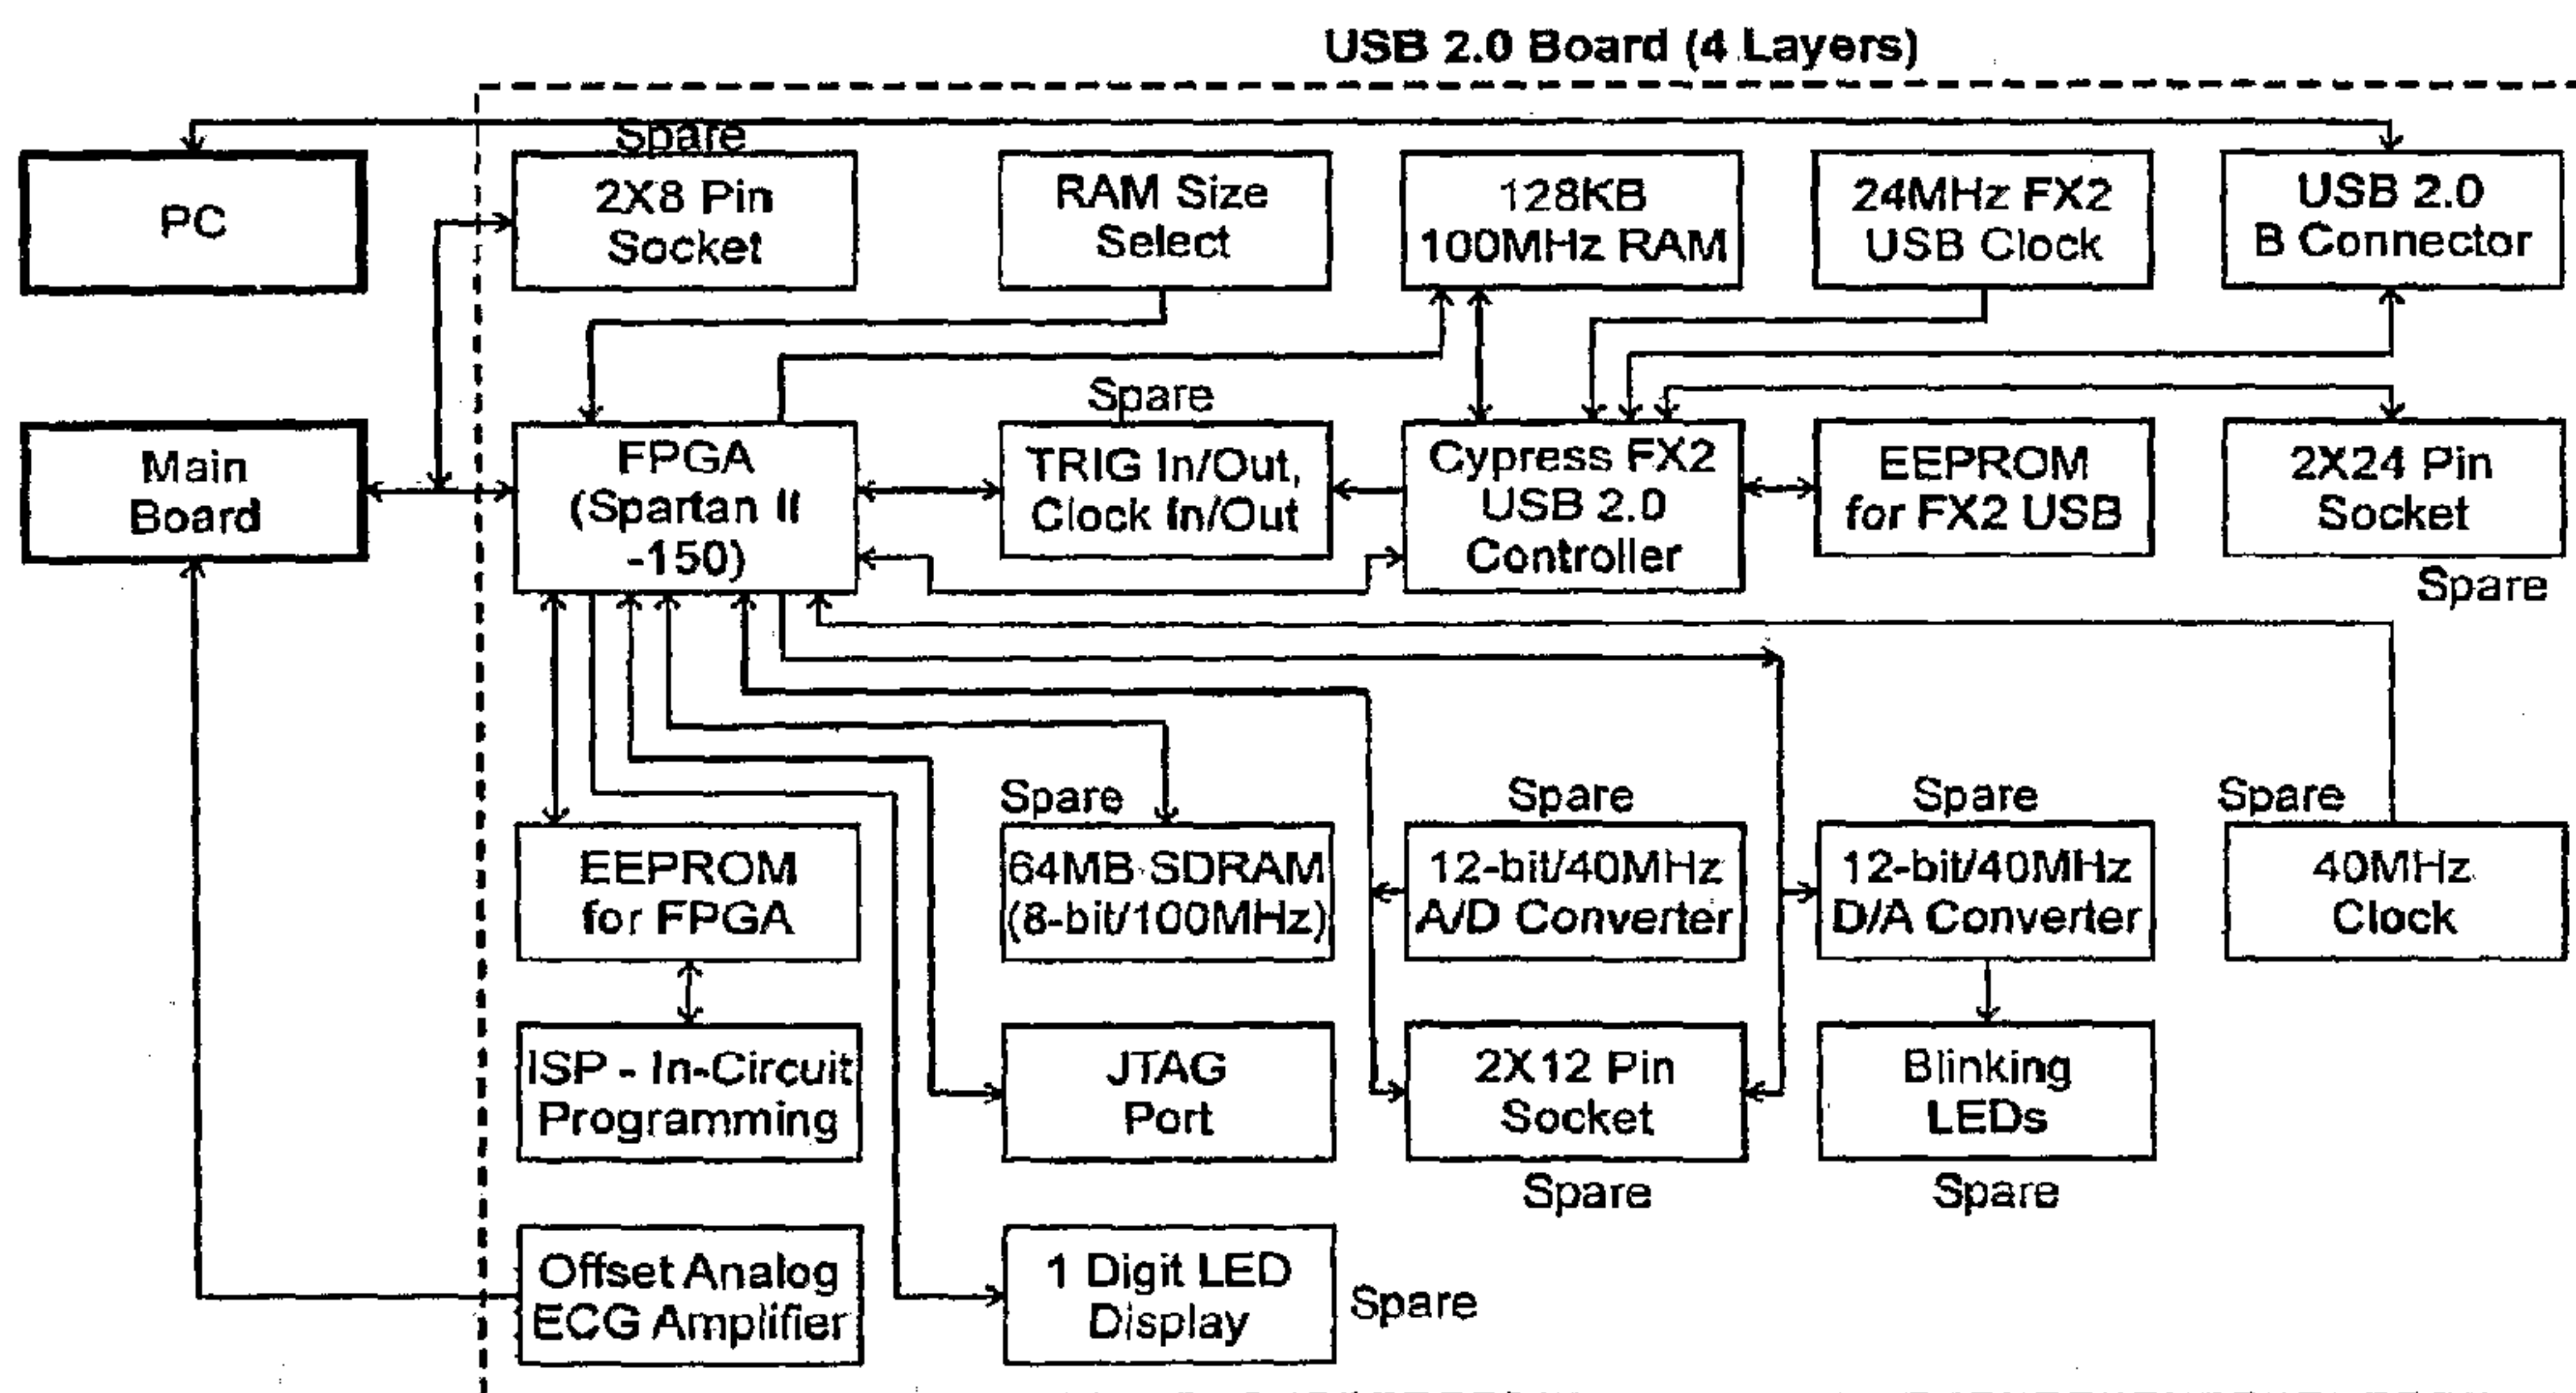 USB 2.0 Board (4 Layers)
PC
Spare
2X8 Pin
Socket
RAM Size
Select
128KB
100MHz RAM
24MHz FX2
USB Clock
USB 2.0
B Connector
Main
Board
FPGA
(Spartan II
-150)
Spare
TRIG In/Out,
Clock In/Out
Cypress FX2
USB 2.0
Controller
EEPROM
for FX2 USB
2X24 Pin
Socket
Spare
EEPROM
for FPGA
Spare
64MB SDRAM
(8-bit/100MHz)
Spare
12-bit/40MHz
A/D Converter
Spare
12-bit/40MHz
D/A Converter
Spare
40MHz
Clock
ISP - In-Circuit
Programming
JTAG
Port
2X12 Pin
Socket
Spare
Blinking
LEDs
Spare
Offset Analog
ECG Amplifier
1 Digit LED
Display
Spare